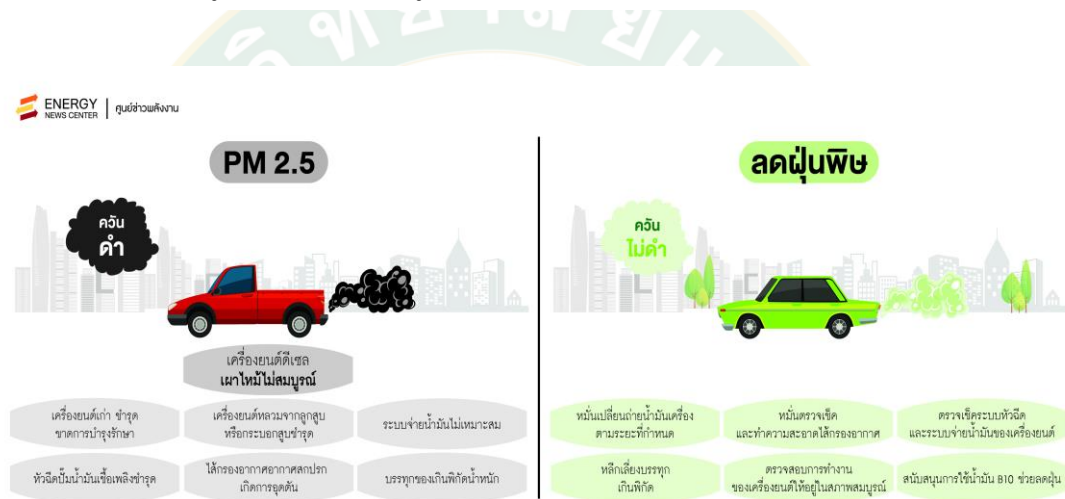 ENERGY
NEWS CENTER
ศูนย์ข่าวพลังงาน
PM 2.5
ควัน
ดำ
เครื่องยนต์ดีเซล
เผาไหม้ไม่สมบูรณ์
เครื่องยนต์เก่า ชำรุด
ขาดการบำรุงรักษา
เครื่องยนต์หลวมจากลูกสูบ
หรือกระบอกสูบชำรุด
ระบบจ่ายน้ำมันไม่เหมาะสม
หัวฉีดปั๊มน้ำมันเชื้อเพลิงชำรุด
ไส้กรองอากาศอากาศสกปรก
เกิดการอุดตัน
บรรทุกของเกินพิกัดน้ำหนัก
ลดฝุ่นพิษ
ควัน
ไม่ดำ
หมั่นเปลี่ยนถ่ายน้ำมันเครื่อง
ตามระยะที่กำหนด
หมั่นตรวจเช็ค
และทำความสะอาดไส้กรองอากาศ
ตรวจเช็คระบบหัวฉีด
และระบบจ่ายน้ำมันของเครื่องยนต์
หลีกเลี่ยงบรรทุก
เกินพิกัด
ตรวจสอบการทำงาน
ของเครื่องยนต์ให้อยู่ในสภาพสมบูรณ์
สนับสนุนการใช้น้ำมัน B10 ช่วยลดฝุ่น